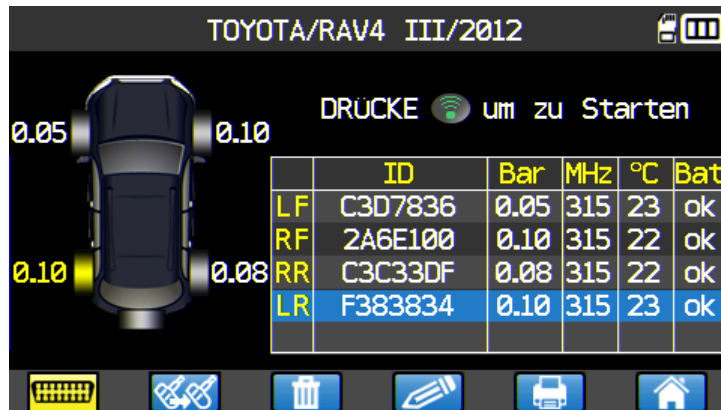 TOYOTA/RAV4 III/2012
DRÜCKE um zu Starten
0.05 0.10
0.10 0.08
ID Bar MHz °C Bat
LF C3D7836 0.05 315 23 ok
RF 2A6E100 0.10 315 22 ok
RR C3C33DF 0.08 315 22 ok
LR F383834 0.10 315 23 ok